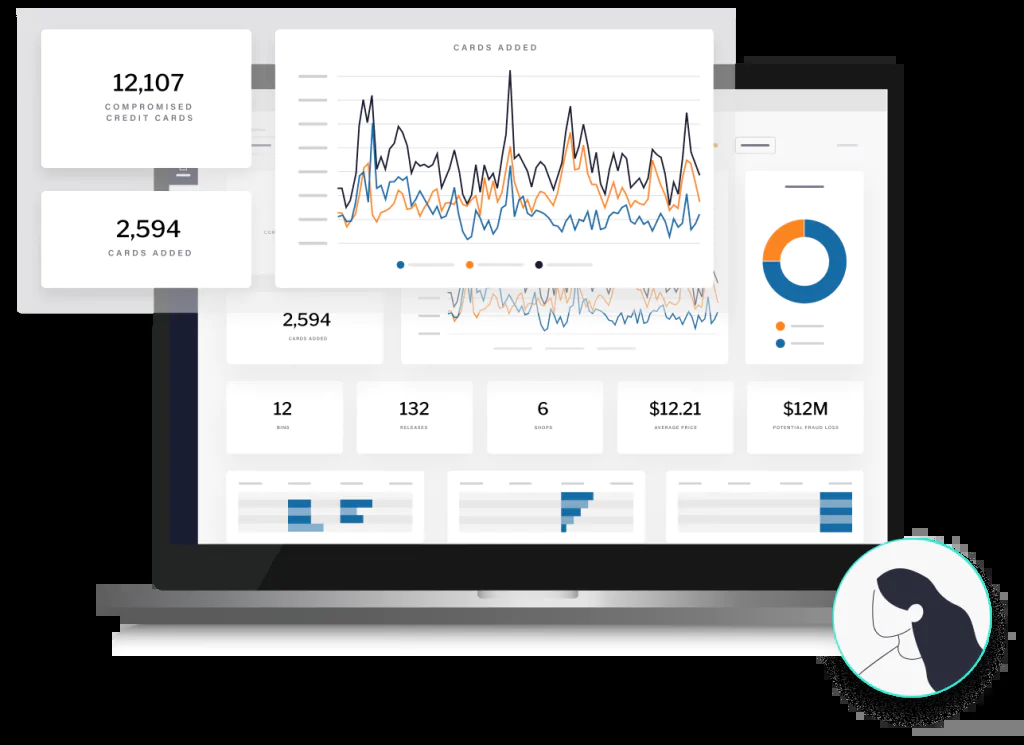 12,107
COMPROMISED
CREDIT CARDS
CARDS ADDED
2,594
CARDS ADDED
2,594
CARDS ADDED
12
BINS
132
RELEASES
6
SHOPS
$12.21
AVERAGE PRICE
$12M
POTENTIAL FRAUD LOSS